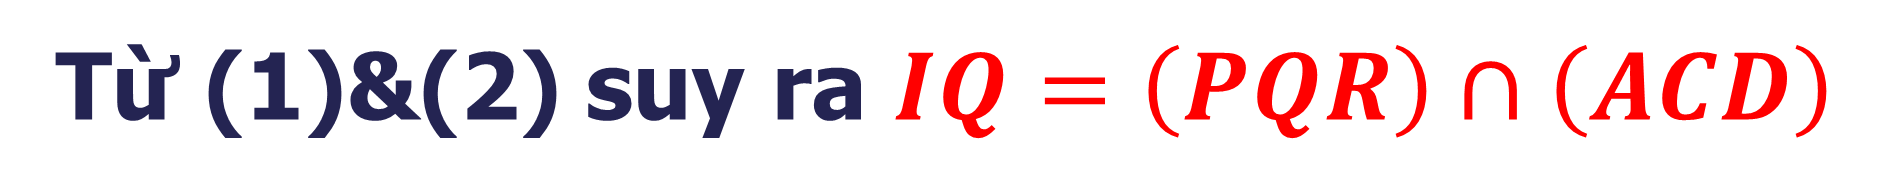 Từ (1)&(2) suy ra IQ = (PQR) ∩ (ACD)